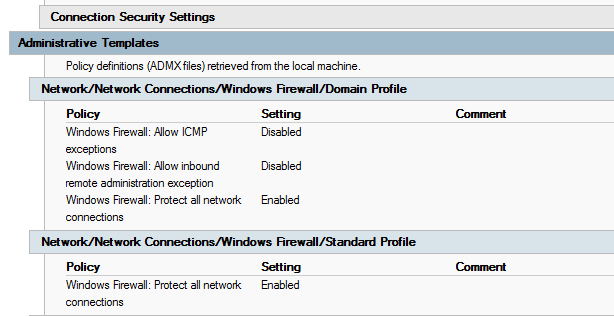 Connection Security Settings
Administrative Templates
Policy definitions (ADMX files) retrieved from the local machine.
Network/Network Connections/Windows Firewall/Domain Profile
Policy Setting Comment
Windows Firewall: Allow ICMP Disabled
exceptions
Windows Firewall: Allow inbound Disabled
remote administration exception
Windows Firewall: Protect all network Enabled
connections
Network/Network Connections/Windows Firewall/Standard Profile
Policy Setting Comment
Windows Firewall: Protect all network Enabled
connections